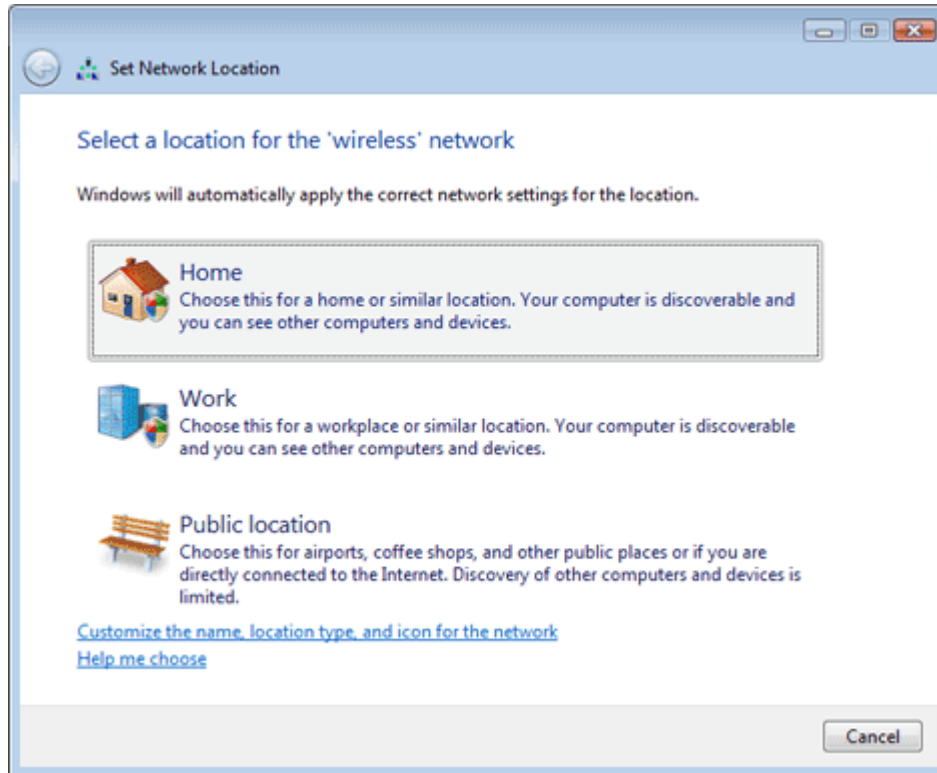 Set Network Location
Select a location for the 'wireless' network
Windows will automatically apply the correct network settings for the location.
Home
Choose this for a home or similar location. Your computer is discoverable and
you can see other computers and devices.
Work
Choose this for a workplace or similar location. Your computer is discoverable
and you can see other computers and devices.
Public location
Choose this for airports, coffee shops, and other public places or if you are
directly connected to the Internet. Discovery of other computers and devices is
limited.
Customize the name, location type, and icon for the network
Help me choose
Cancel